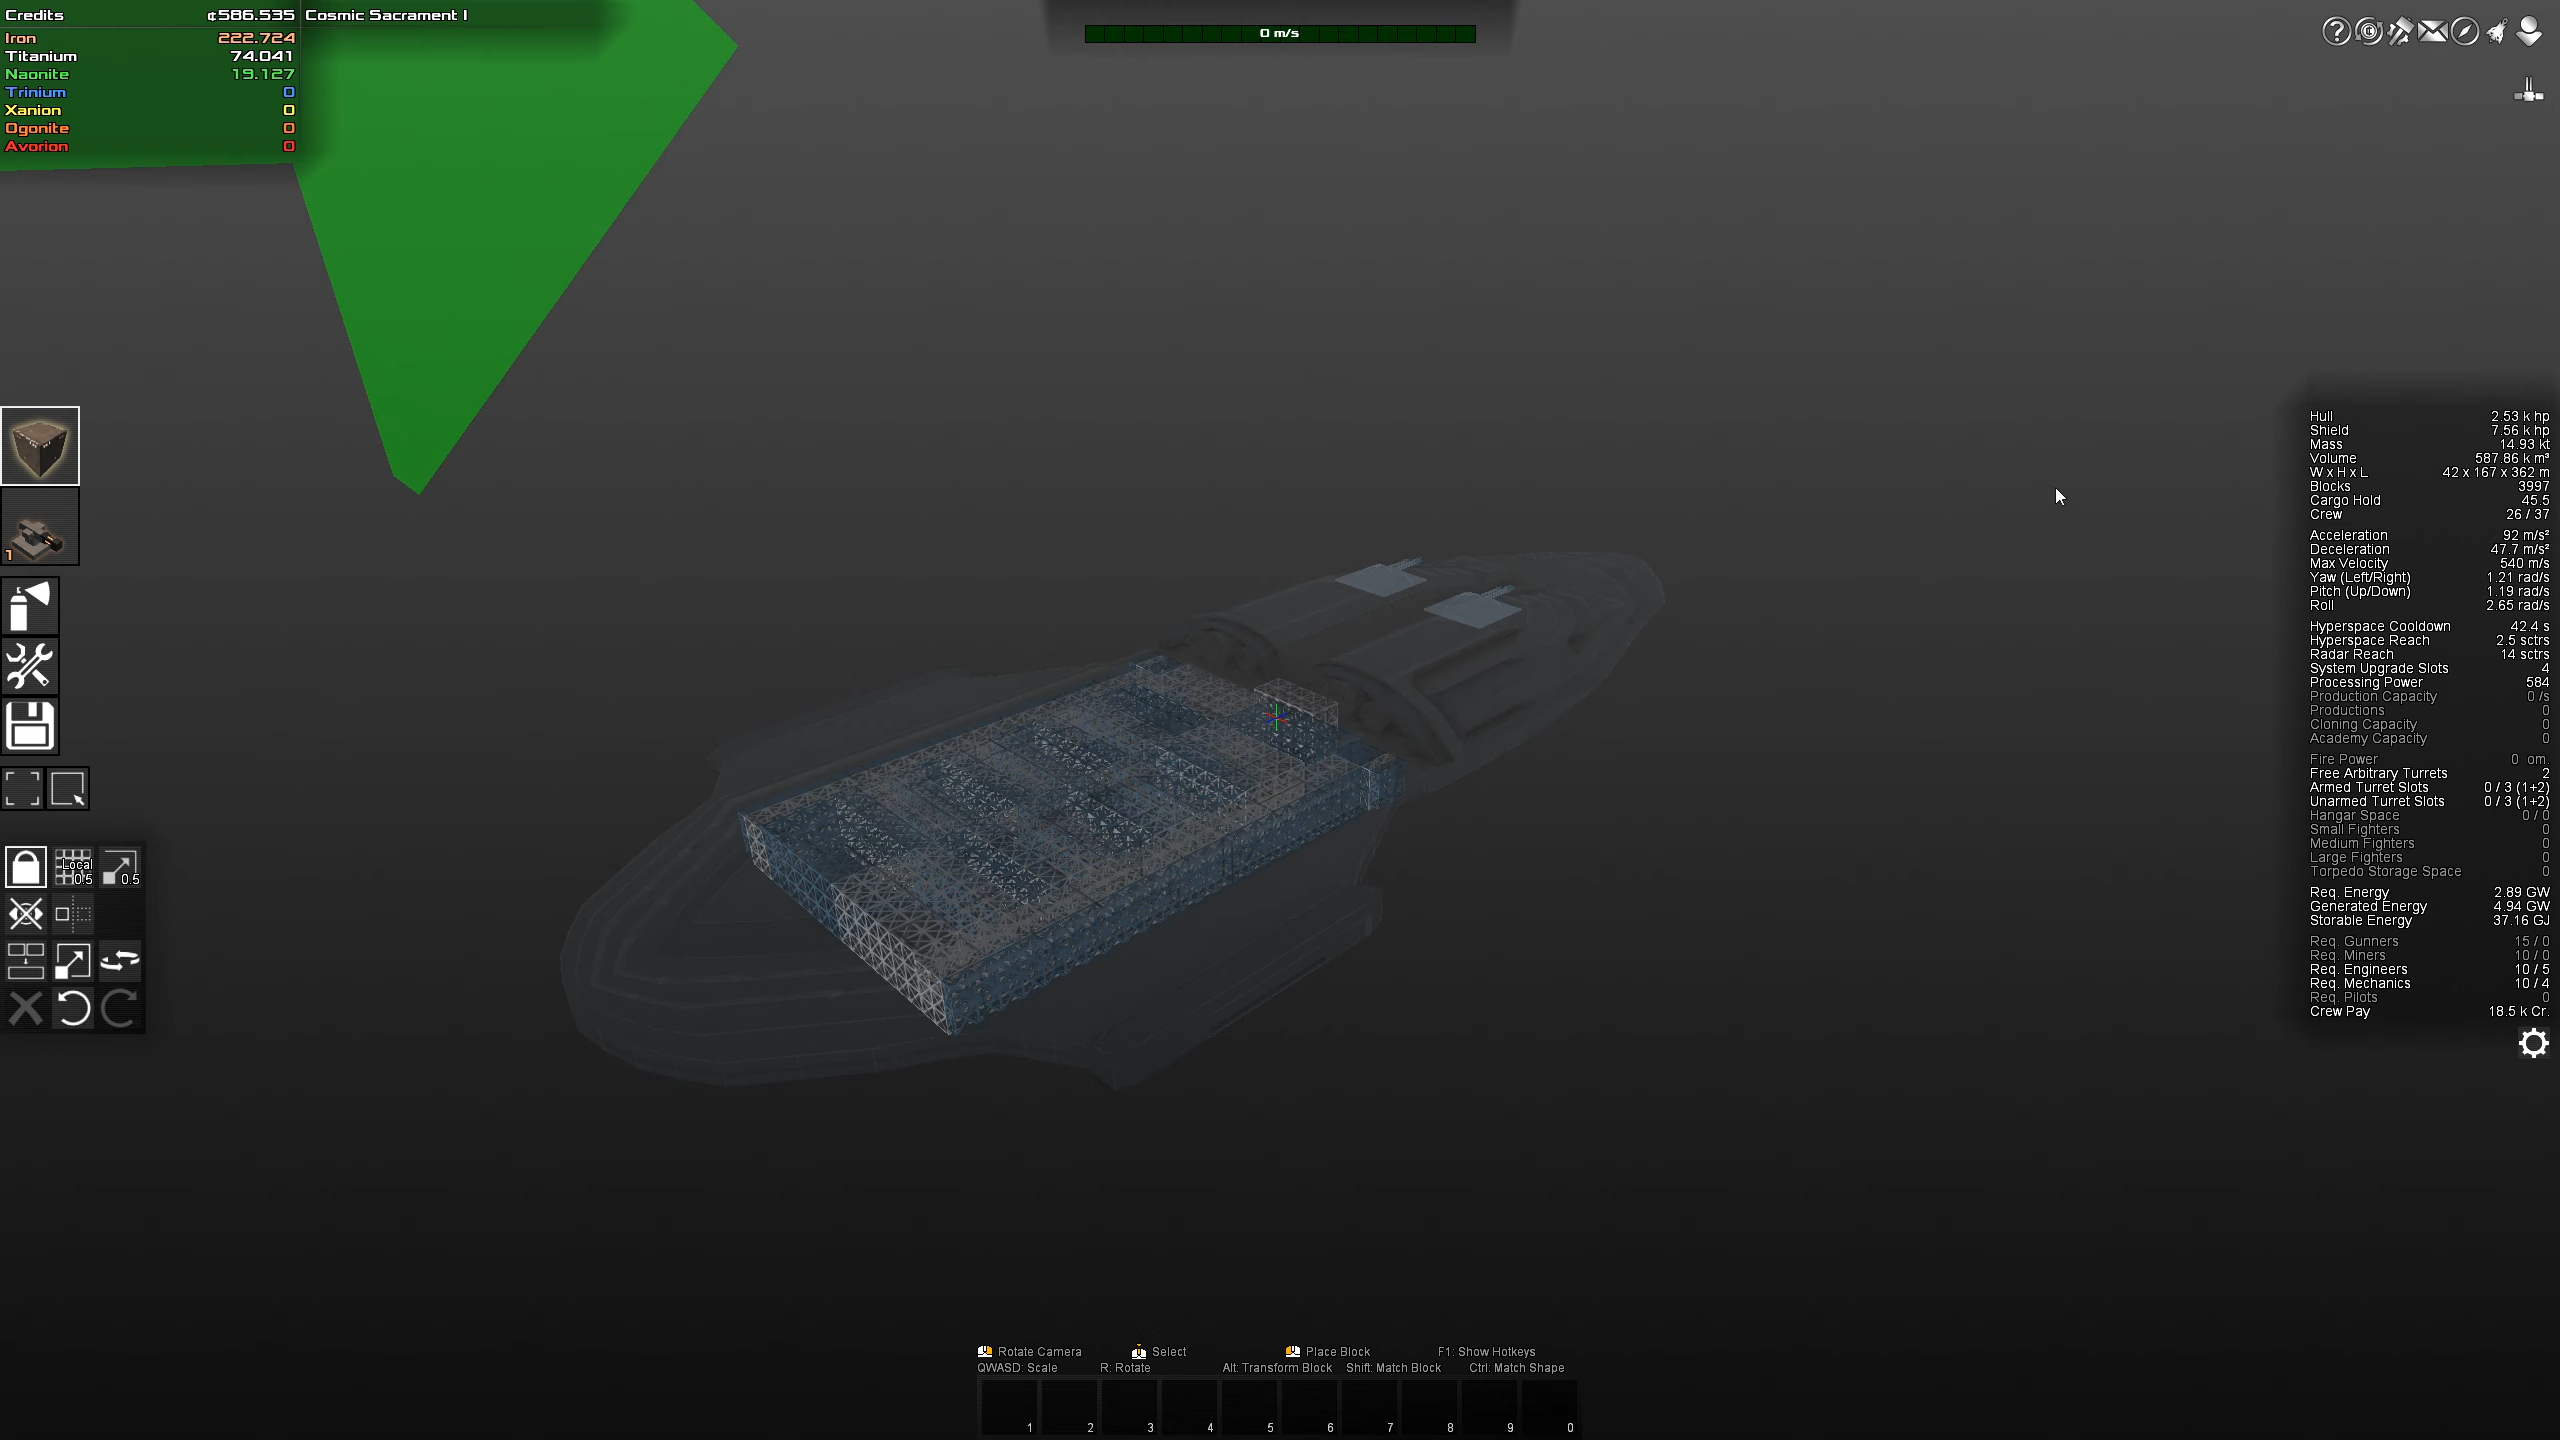 Credits ¢586.535
Cosmic Sacrament I
Iron 222.724
Titanium 74.041
Naonite 19.127
Trinium 0
Xanion 0
Ogonite 0
Avorion 0
0 m/s
1
Local
0.5
0.5
Hull 2.53 k hp
Shield 7.56 k hp
Mass 14.93 kt
Volume 587.86 k m³
W x H x L 42 x 167 x 362 m
Blocks 3997
Cargo Hold 45.5
Crew 26 / 37
Acceleration 92 m/s²
Deceleration 47.7 m/s²
Max Velocity 540 m/s
Yaw (Left/Right) 1.21 rad/s
Pitch (Up/Down) 1.19 rad/s
Roll 2.65 rad/s
Hyperspace Cooldown 42.4 s
Hyperspace Reach 2.5 sctrs
Radar Reach 14 sctrs
System Upgrade Slots 4
Processing Power 584
Production Capacity 0 /s
Productions 0
Cloning Capacity 0
Academy Capacity 0
Fire Power 0 om.
Free Arbitrary Turrets 2
Armed Turret Slots 0 / 3 (1+2)
Unarmed Turret Slots 0 / 3 (1+2)
Hangar Space 0 / 0
Small Fighters 0
Medium Fighters 0
Large Fighters 0
Torpedo Storage Space 0
Req. Energy 2.89 GW
Generated Energy 4.94 GW
Storable Energy 37.16 GJ
Req. Gunners 15 / 0
Req. Miners 10 / 0
Req. Engineers 10 / 5
Req. Mechanics 10 / 4
Req. Pilots 0
Crew Pay 18.5 k Cr.
Rotate Camera Select Place Block F1: Show Hotkeys
QWASD: Scale R: Rotate Alt: Transform Block Shift: Match Block Ctrl: Match Shape
1 2 3 4 5 6 7 8 9 0